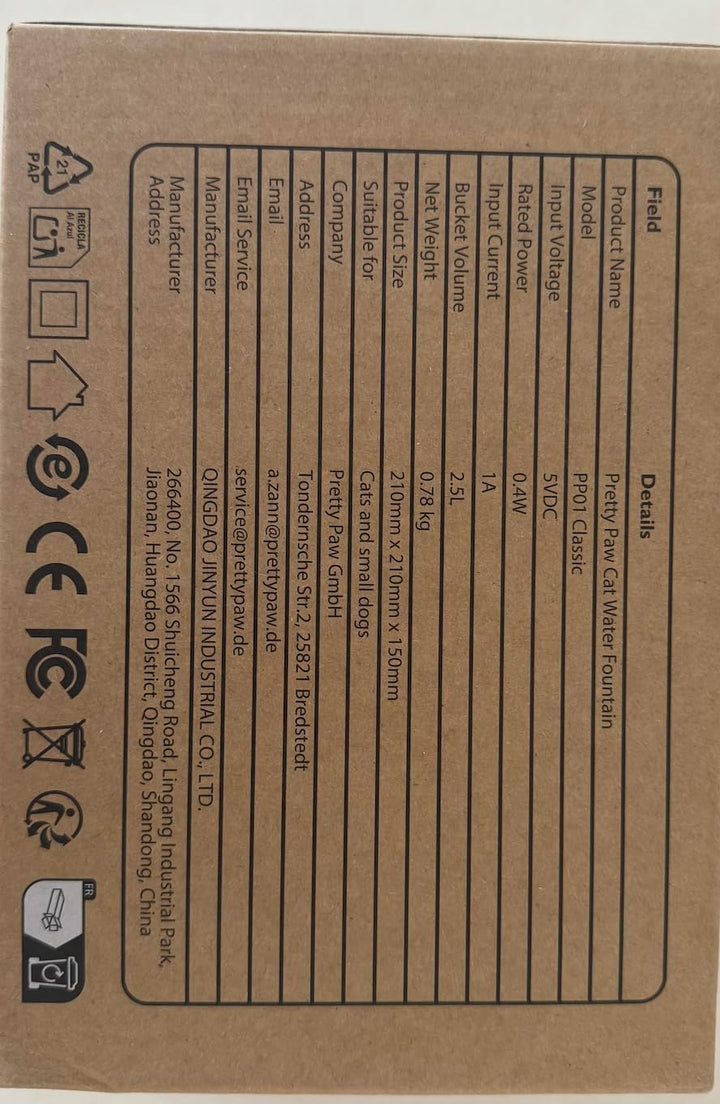 Field Details
Product Name Pretty Paw Cat Water Fountain
Model PP01 Classic
Input Voltage 5VDC
Rated Power 0.4W
Input Current 1A
Bucket Volume 2.5L
Net Weight 0.78 kg
Product Size 210mm x 210mm x 150mm
Suitable for Cats and small dogs
Company Pretty Paw GmbH
Address Tondernsche Str.2, 25821 Bredstedt
Email a.zann@prettypaw.de
Email Service service@prettypaw.de
Manufacturer QINGDAO JINYUN INDUSTRIAL CO., LTD.
Manufacturer 266400, No. 1566 Shuicheng Road, Lingang Industrial Park,
Address Jiaonan, Huangdao District, Qingdao, Shandong, China
21
PAP
RECICLA
Al Azul
e
CE
FC
FR